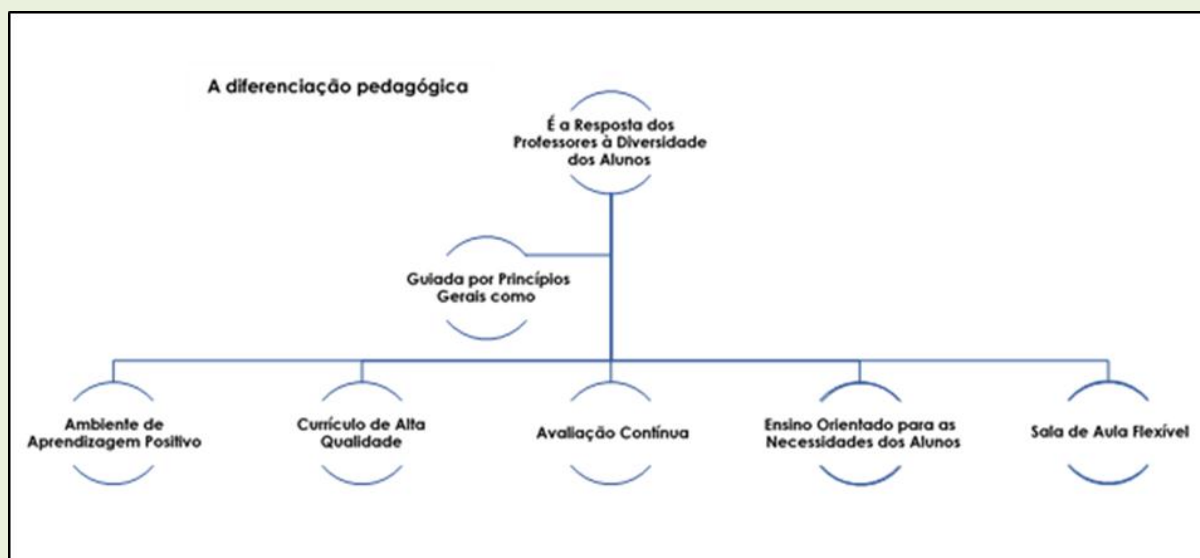 A diferenciação pedagógica
É a Resposta dos
Professores à Diversidade
dos Alunos
Guiada por Princípios
Gerais como
Ambiente de
Aprendizagem Positivo
Currículo de Alta
Qualidade
Avaliação Contínua
Ensino Orientado para as
Necessidades dos Alunos
Sala de Aula Flexível